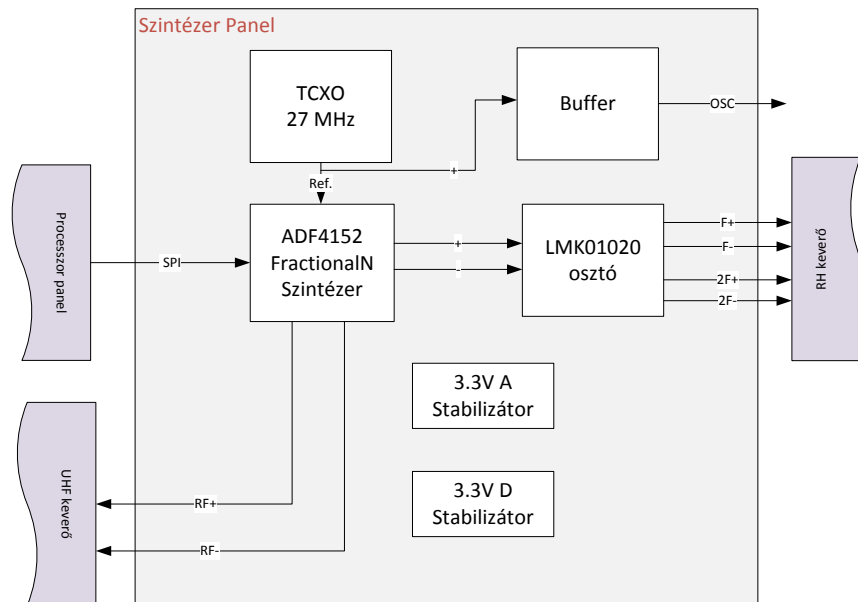 Szintézer Panel
TCXO
27 MHz
Buffer
OSC
+
Ref.
Processzor panel
SPI
ADF4152
FractionalN
Szintézer
+
-
LMK01020
osztó
F+
F-
2F+
2F-
RH keverő
3.3V A
Stabilizátor
3.3V D
Stabilizátor
UHF keverő
RF+
RF-